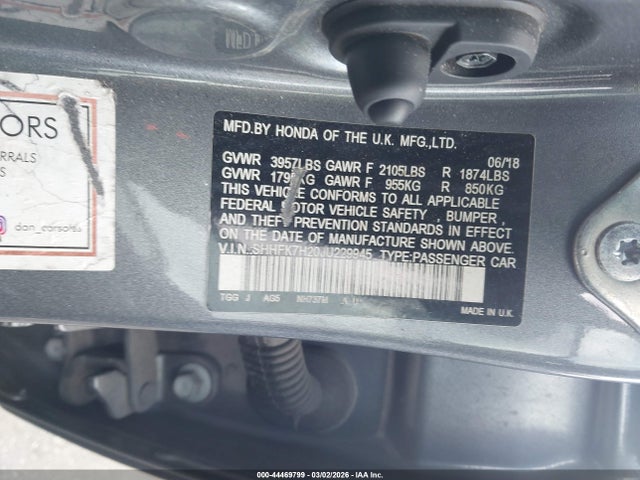 ORS
RRALS
S
dan_carsales
MFD.BY HONDA OF THE U.K. MFG.,LTD.
06/18
GVWR 3957LBS GAWR F 2105LBS R 1874LBS
GVWR KG GAWR F 955KG R 850KG
THIS VEHICLE CONFORMS TO ALL APPLICABLE
FEDERAL MOTOR VEHICLE SAFETY , BUMPER ,
AND THEFT PREVENTION STANDARDS IN EFFECT
ON THE DATE OF MANUFACTURE SHOWN ABOVE.
V.I.N. SHHFK7H20JU229945 TYPE:PASSENGER CAR
TGG J AG5 NH737M
MADE IN U.K.
000-44469799 | 03/02/2026 | IAA Inc.